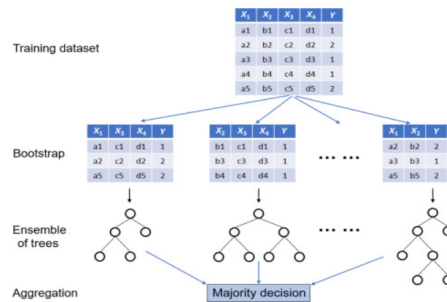 X1 X2 X3 X4 Y
Training dataset
a1 b1 c1 d1 1
a2 b2 c2 d2 2
a3 b3 c3 d3 1
a4 b4 c4 d4 1
a5 b5 c5 d5 2
X1 X3 X4 Y
a1 c1 d1 1
a2 c2 d2 2
a5 c5 d5 2
X2 X3 X4 Y
b1 c1 d1 1
b3 c3 d3 1
b4 c4 d4 1
X1 X2 Y
a2 b2 2
a3 b3 1
a5 b5 2
Bootstrap
... ...
Ensemble
of trees
... ...
Aggregation
Majority decision